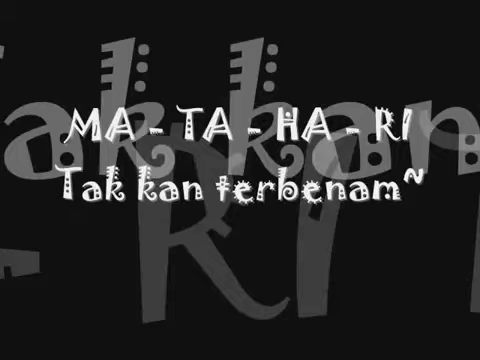 MA - TA - HA - RI
Tak kan terbenam~